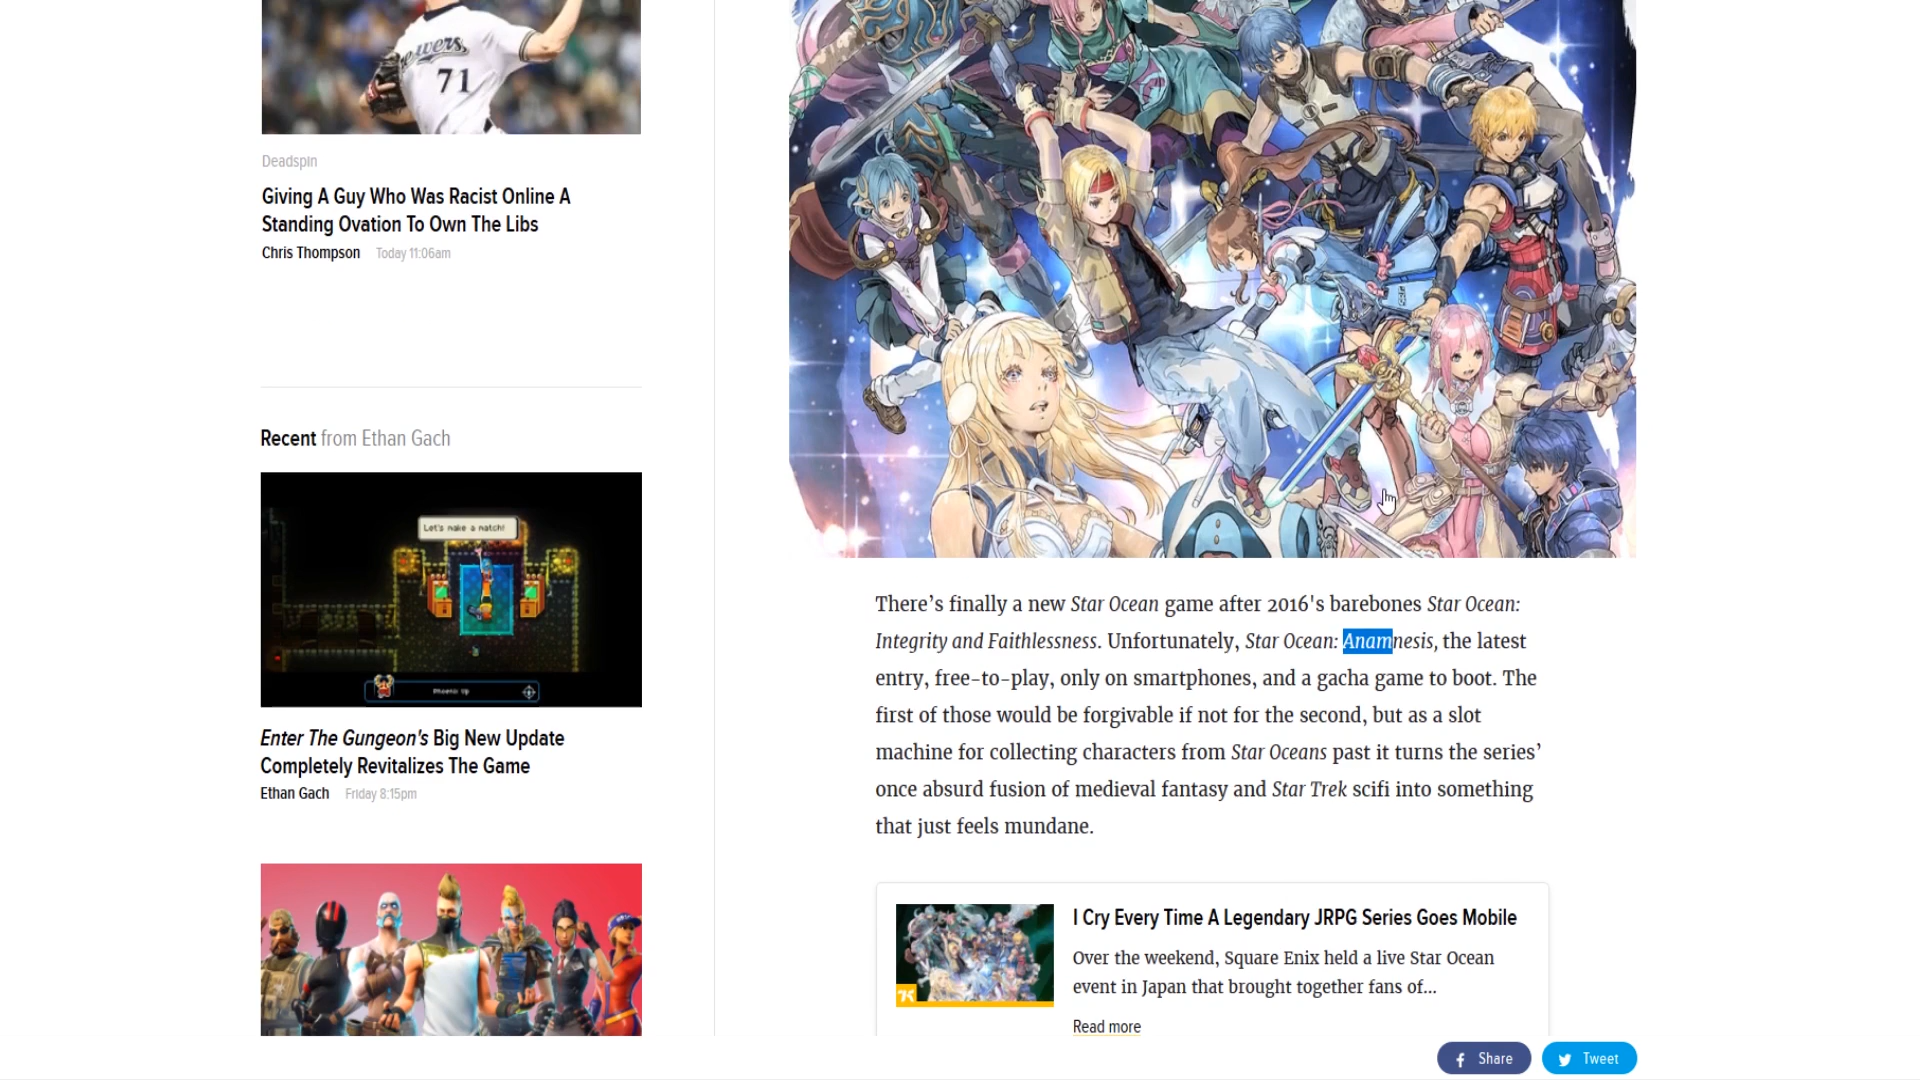 ewers
71
Deadspin
Giving A Guy Who Was Racist Online A
Standing Ovation To Own The Libs
Chris Thompson Today 11:06am
Recent from Ethan Gach
Let's make a match!
Phoenix Up
Enter The Gungeon's Big New Update
Completely Revitalizes The Game
Ethan Gach Friday 8:15pm
There’s finally a new Star Ocean game after 2016's barebones Star Ocean:
Integrity and Faithlessness. Unfortunately, Star Ocean: Anamnesis, the latest
entry, free-to-play, only on smartphones, and a gacha game to boot. The
first of those would be forgivable if not for the second, but as a slot
machine for collecting characters from Star Oceans past it turns the series’
once absurd fusion of medieval fantasy and Star Trek scifi into something
that just feels mundane.
I Cry Every Time A Legendary JRPG Series Goes Mobile
Over the weekend, Square Enix held a live Star Ocean
event in Japan that brought together fans of...
Read more
Share
Tweet